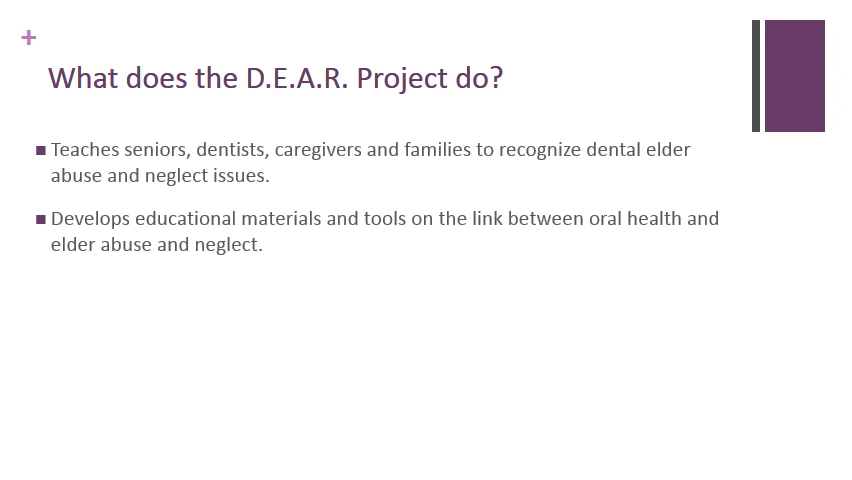 +
What does the D.E.A.R. Project do?
■ Teaches seniors, dentists, caregivers and families to recognize dental elder
abuse and neglect issues.
■ Develops educational materials and tools on the link between oral health and
elder abuse and neglect.